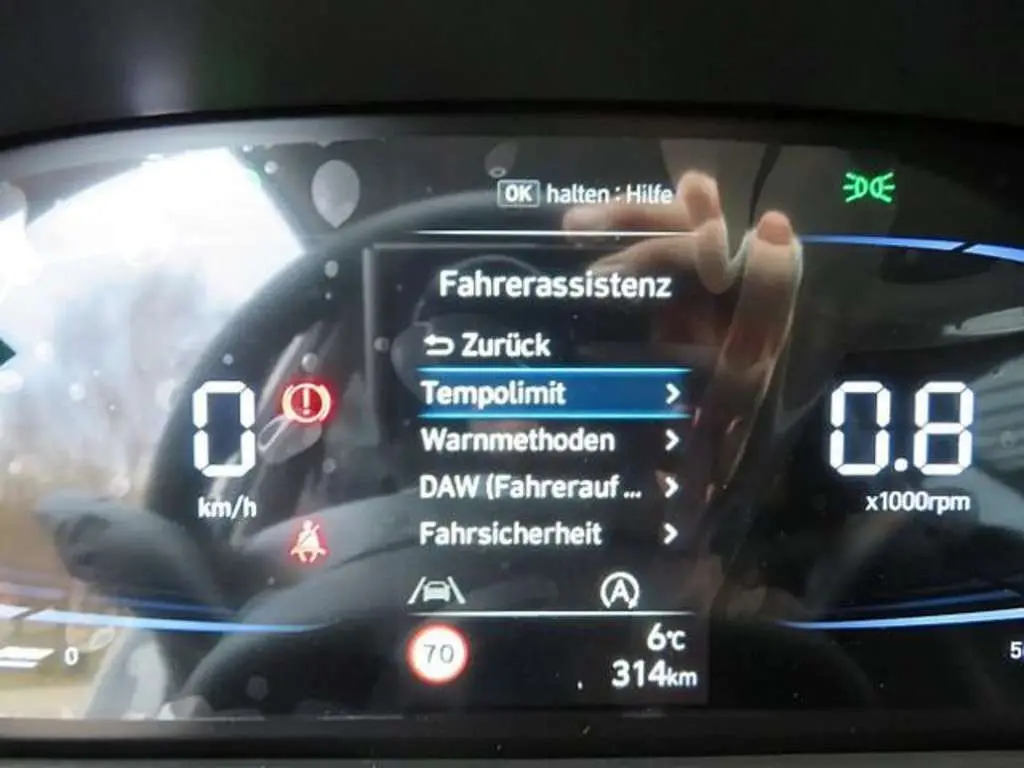 OK halten : Hilfe
Fahrerassistenz
Zurück
Tempolimit
Warnmethoden
DAW (Fahrerauf ...
Fahrsicherheit
0
km/h
0.8
x1000rpm
A
70
6°C
314km
0